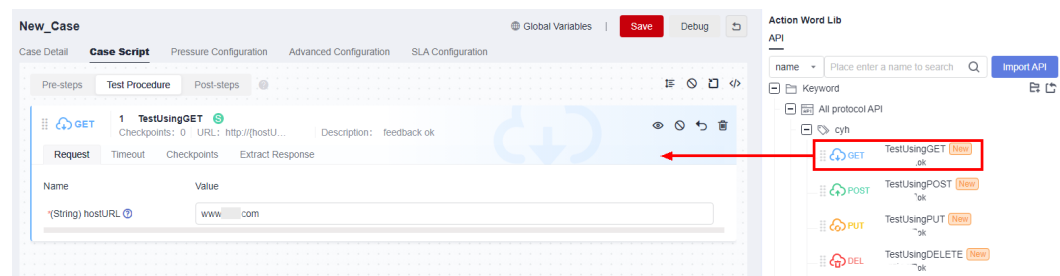 New_Case
Global Variables | Save Debug
Case Detail Case Script Pressure Configuration Advanced Configuration SLA Configuration
Pre-steps Test Procedure Post-steps
GET 1 TestUsingGET S
Checkpoints: 0 URL: http://{hostU... Description: feedback ok
Request Timeout Checkpoints Extract Response
Name Value
*(String) hostURL www com
Action Word Lib
API
name Place enter a name to search Import API
Keyword
All protocol API
cyh
GET TestUsingGET New
ok
POST TestUsingPOST New
ok
PUT TestUsingPUT New
ok
DEL TestUsingDELETE New
ok